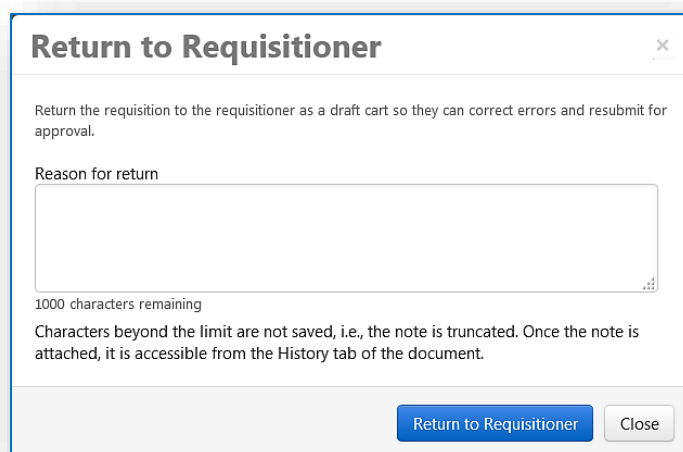 Return to Requisitioner
×
Return the requisition to the requisitioner as a draft cart so they can correct errors and resubmit for
approval.
Reason for return
1000 characters remaining
Characters beyond the limit are not saved, i.e., the note is truncated. Once the note is
attached, it is accessible from the History tab of the document.
Return to Requisitioner Close